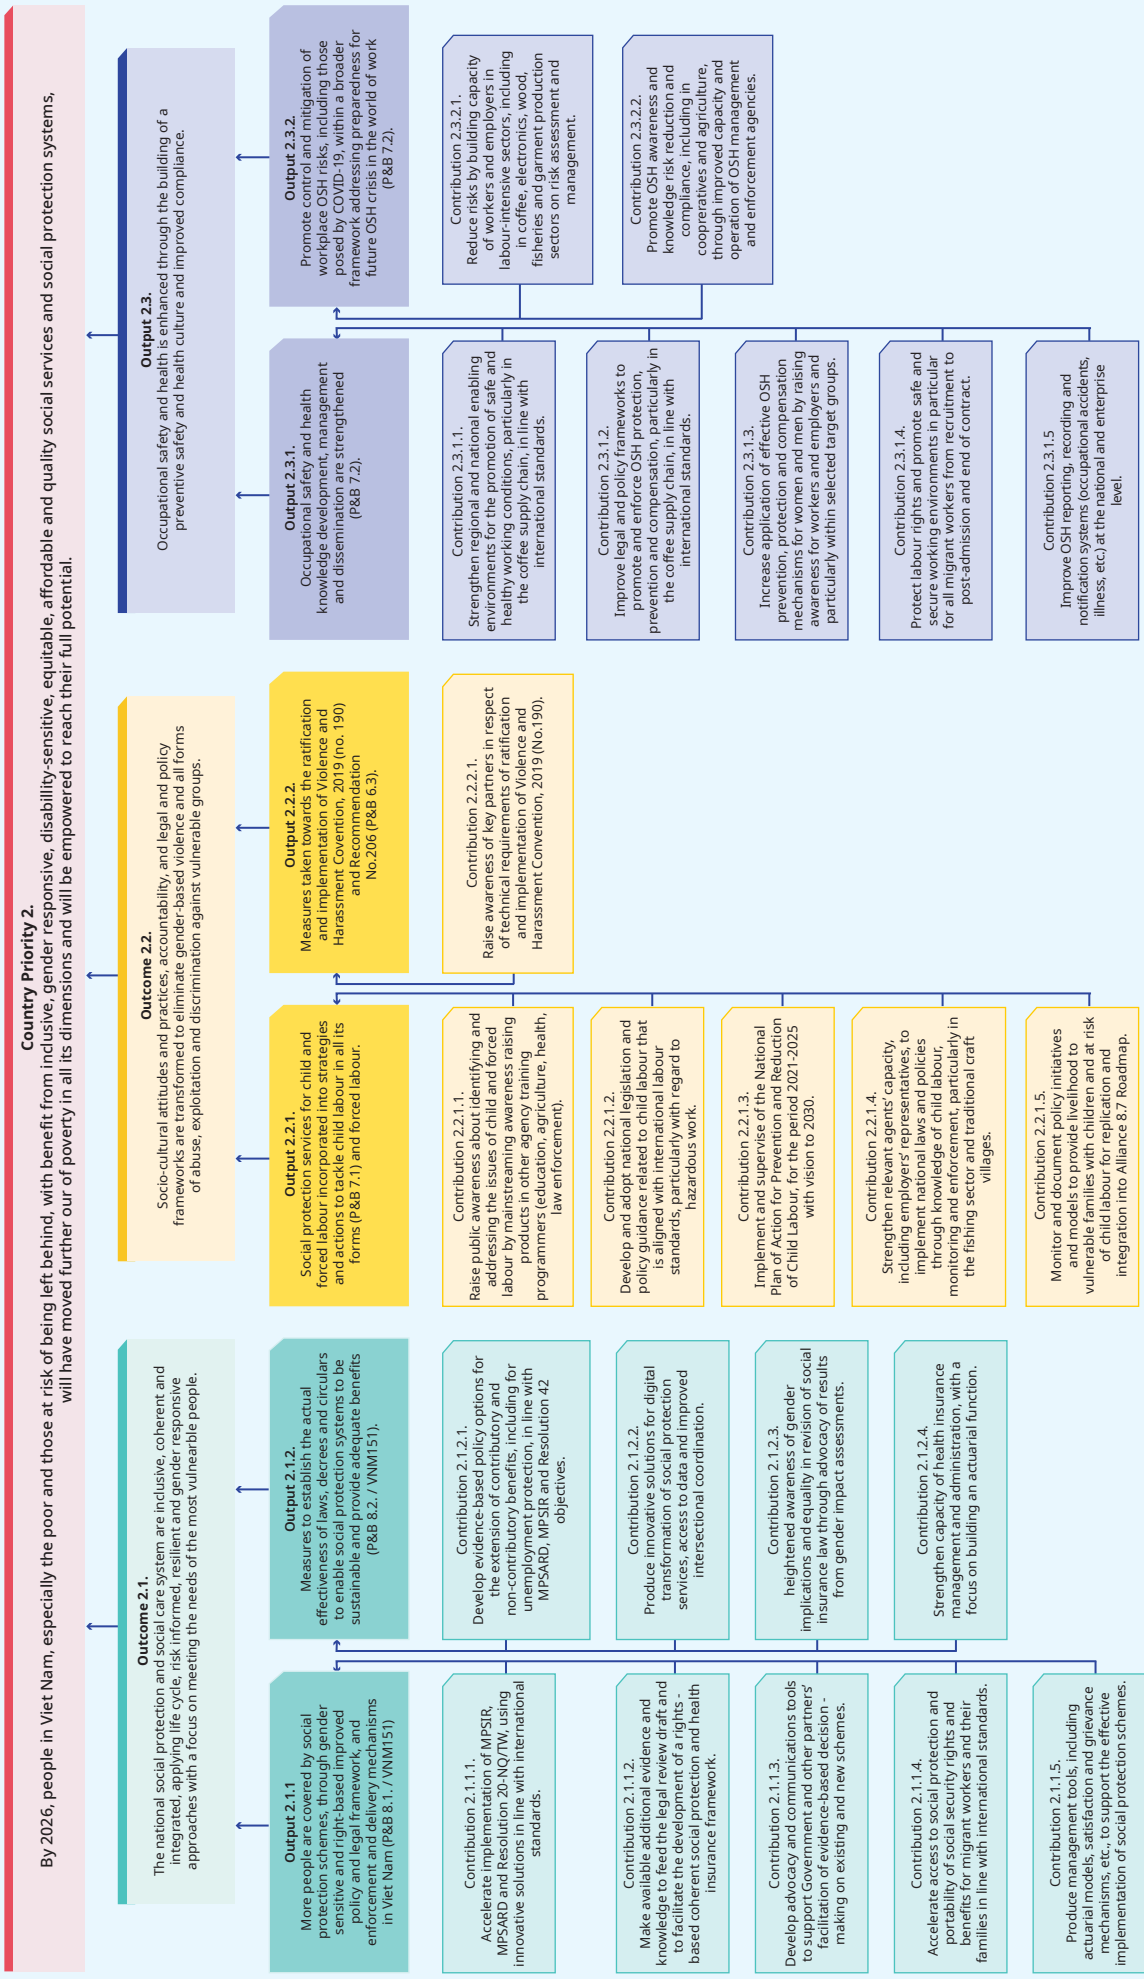 Country Priority 2.
By 2026, people in Viet Nam, especially the poor and those at risk of being left behind, with benefit from inclusive, gender responsive, disability-sensitive, equitable, affordable and quality social services and social protection systems,
will have moved further our of poverty in all its dimensions and will be empowered to reach their full potential.
Outcome 2.1.
The national social protection and social care system are inclusive, coherent and
integrated, applying life cycle, risk informed, resilient and gender responsive
approaches with a focus on meeting the needs of the most vulnearble people.
Output 2.1.1
More people are covered by social
protection schemes, through gender
sensitive and right-based improved
policy and legal framework, and
enforcement and delivery mechanisms
in Viet Nam (P&B 8.1. / VNM151)
Contribution 2.1.1.1.
Accelerate implementation of MPSIR,
MPSARD and Resolution 20-NQ/TW, using
innovative solutions in line with international
standards.
Contribution 2.1.1.2.
Make available additional evidence and
knowledge to feed the legal review draft and
to facilitate the development of a rights -
based coherent social protection and health
insurance framework.
Contribution 2.1.1.3.
Develop advocacy and communications tools
to support Government and other partners'
facilitation of evidence-based decision -
making on existing and new schemes.
Contribution 2.1.1.4.
Accelerate access to social protection and
portability of social security rights and
benefits for migrant workers and their
families in line with international standards.
Contribution 2.1.1.5.
Produce management tools, including
actuarial models, satisfaction and grievance
mechanisms, etc., to support the effective
implementation of social protection schemes.
Output 2.1.2.
Measures to establish the actual
effectiveness of laws, decrees and circulars
to enable social protection systems to be
sustainable and provide adequate benefits
(P&B 8.2. / VNM151).
Contribution 2.1.2.1.
Develop evidence-based policy options for
the extension of contributory and
non-contributory benefits, including for
unemployment protection, in line with
MPSARD, MPSIR and Resolution 42
objectives.
Contribution 2.1.2.2.
Produce innovative solutions for digital
transformation of social protection
services, access to data and improved
intersectional coordination.
Contribution 2.1.2.3.
heightened awareness of gender
implications and equality in revision of social
insurance law through advocacy of results
from gender impact assessments.
Contribution 2.1.2.4.
Strengthen capacity of health insurance
management and administration, with a
focus on building an actuarial function.
Outcome 2.2.
Socio-cultural attitudes and practices, accountability, and legal and policy
frameworks are transformed to eliminate gender-based violence and all forms
of abuse, exploitation and discrimination against vulnerable groups.
Output 2.2.1.
Social protection services for child and
forced labour incorporated into strategies
and actions to tackle child labour in all its
forms (P&B 7.1) and forced labour.
Contribution 2.2.1.1.
Raise public awareness about identifying and
addressing the issues of child and forced
labour by mainstreaming awareness raising
products in other agency training
programmers (education, agriculture, health,
law enforcement).
Contribution 2.2.1.2.
Develop and adopt national legislation and
policy guidance related to child labour that
is aligned with international labour
standards, particularly with regard to
hazardous work.
Contribution 2.2.1.3.
Implement and supervise of the National
Plan of Action for Prevention and Reduction
of Child Labour, for the period 2021-2025
with vision to 2030.
Contribution 2.2.1.4.
Strengthen relevant agents' capacity,
including employers' representatives, to
implement national laws and policies
through knowledge of child labour,
monitoring and enforcement, particularly in
the fishing sector and traditional craft
villages.
Contribution 2.2.1.5.
Monitor and document policy initiatives
and models to provide livelihood to
vulnerable families with children and at risk
of child labour for replication and
integration into Alliance 8.7 Roadmap.
Output 2.2.2.
Measures taken towards the ratification
and implementation of Violence and
Harassment Covention, 2019 (no. 190)
and Recommendation
No.206 (P&B 6.3).
Contribution 2.2.2.1.
Raise awareness of key partners in respect
of technical requirements of ratification
and implementation of Violence and
Harassment Convention, 2019 (No.190).
Output 2.3.
Occupational safety and health is enhanced through the building of a
preventive safety and health culture and improved compliance.
Output 2.3.1.
Occupational safety and health
knowledge development, management
and dissemination are strengthened
(P&B 7.2).
Contribution 2.3.1.1.
Strengthen regional and national enabling
environments for the promotion of safe and
healthy working conditions, particularly in
the coffee supply chain, in line with
international standards.
Contribution 2.3.1.2.
Improve legal and policy frameworks to
promote and enforce OSH protection,
prevention and compensation, particularly in
the coffee supply chain, in line with
international standards.
Contribution 2.3.1.3.
Increase application of effective OSH
prevention, protection and compensation
mechanisms for women and men by raising
awareness for workers and employers and
particularly within selected target groups.
Contribution 2.3.1.4.
Protect labour rights and promote safe and
secure working environments in particular
for all migrant workers from recruitment to
post-admission and end of contract.
Contribution 2.3.1.5
Improve OSH reporting, recording and
notification systems (occupational accidents,
illness, etc.) at the national and enterprise
level.
Output 2.3.2.
Promote control and mitigation of
workplace OSH risks, including those
posed by COVID-19, within a broader
framework addressing preparedness for
future OSH crisis in the world of work
(P&B 7.2).
Contribution 2.3.2.1.
Reduce risks by building capacity
of workers and employers in
labour-intensive sectors, including
in coffee, electronics, wood,
fisheries and garment production
sectors on risk assessment and
management.
Contribution 2.3.2.2.
Promote OSH awareness and
knowledge risk reduction and
compliance, including in
coopreratives and agriculture,
through improved capacity and
operation of OSH management
and enforcement agencies.